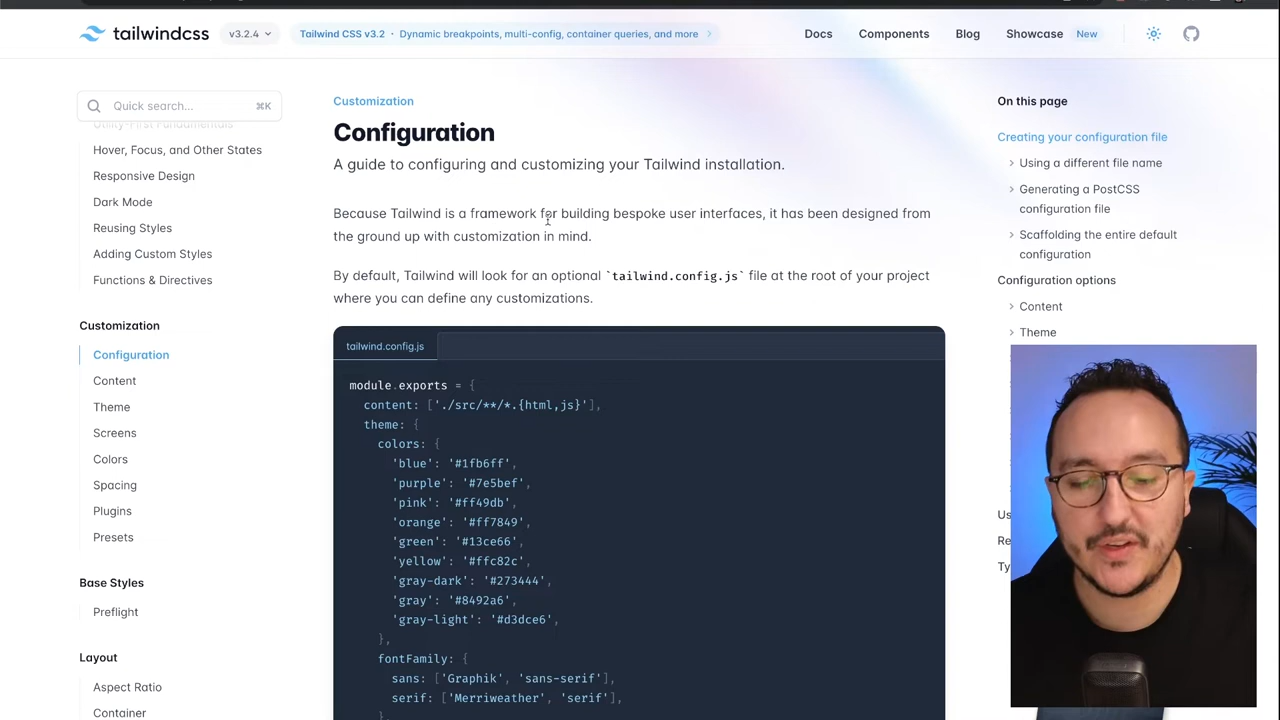 tailwindcss
v3.2.4
Tailwind CSS v3.2 · Dynamic breakpoints, multi-config, container queries, and more
Docs
Components
Blog
Showcase
New
Quick search...
⌘K
Utility-First Fundamentals
Hover, Focus, and Other States
Responsive Design
Dark Mode
Reusing Styles
Adding Custom Styles
Functions & Directives
Customization
Configuration
Content
Theme
Screens
Colors
Spacing
Plugins
Presets
Base Styles
Preflight
Layout
Aspect Ratio
Container
Customization
Configuration
A guide to configuring and customizing your Tailwind installation.
Because Tailwind is a framework for building bespoke user interfaces, it has been designed from
the ground up with customization in mind.
By default, Tailwind will look for an optional `tailwind.config.js` file at the root of your project
where you can define any customizations.
tailwind.config.js
module.exports = {
content: ['./src/**/*.{html,js}'],
theme: {
colors: {
'blue': '#1fb6ff',
'purple': '#7e5bef',
'pink': '#ff49db',
'orange': '#ff7849',
'green': '#13ce66',
'yellow': '#ffc82c',
'gray-dark': '#273444',
'gray': '#8492a6',
'gray-light': '#d3dce6',
},
fontFamily: {
sans: ['Graphik', 'sans-serif'],
serif: ['Merriweather', 'serif'],
},
On this page
Creating your configuration file
Using a different file name
Generating a PostCSS
configuration file
Scaffolding the entire default
configuration
Configuration options
Content
Theme
Us
Re
Ty